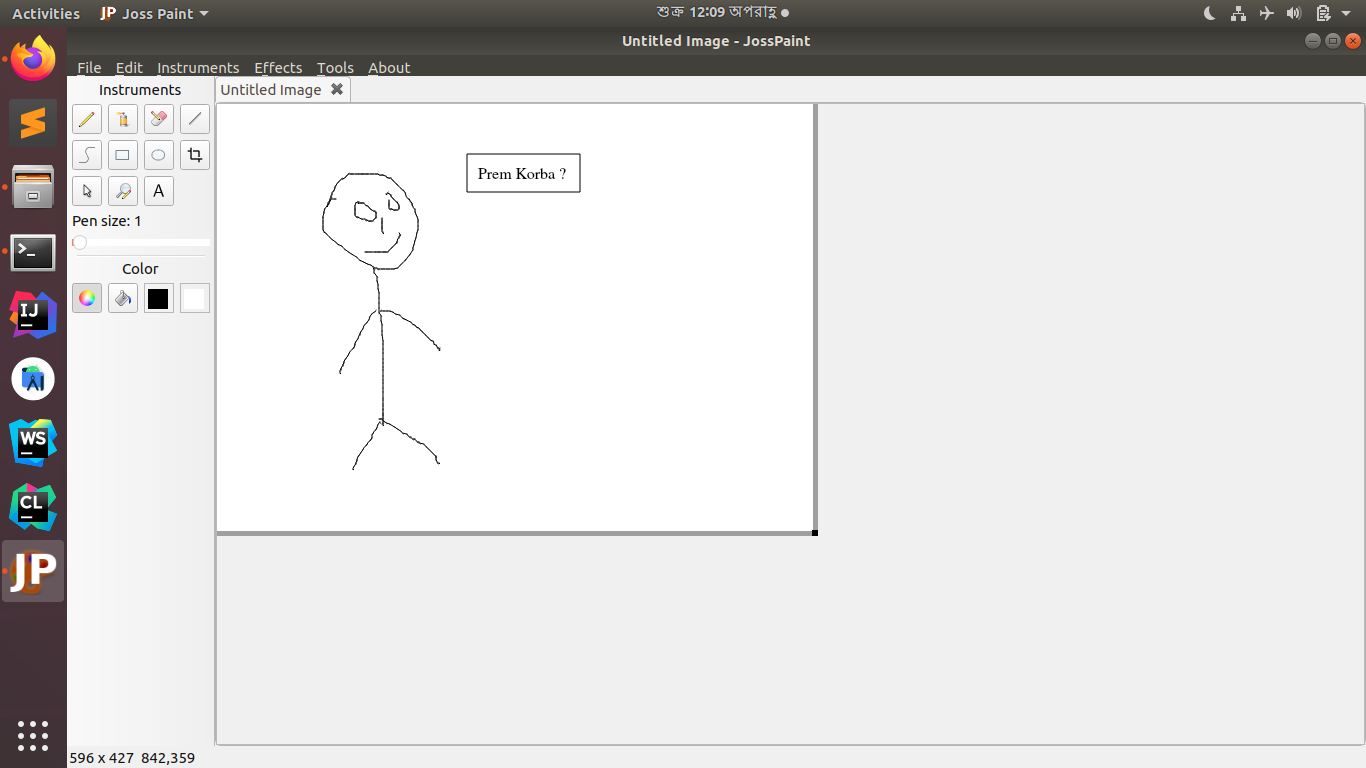 Activities JP Joss Paint শুক্র 12:09 অপরাহ্ণ
Untitled Image - JossPaint
File Edit Instruments Effects Tools About
Instruments
Untitled Image
A
Pen size: 1
Color
Prem Korba ?
IJ
AI
WS
CL
JP
596 x 427 842,359